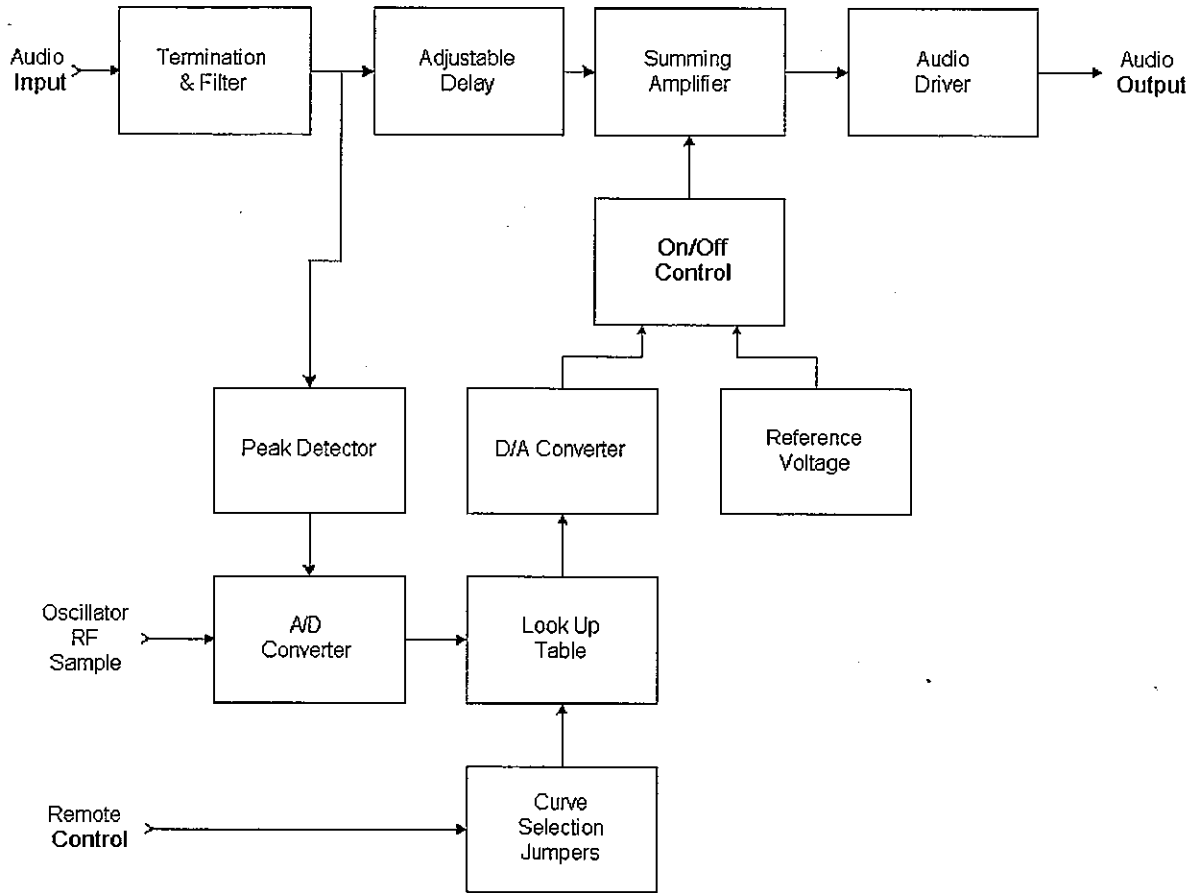 Audio
Input
Termination
& Filter
Adjustable
Delay
Summing
Amplifier
Audio
Driver
Audio
Output
On/Off
Control
Peak Detector
D/A Converter
Reference
Voltage
Oscillator
RF
Sample
A/D
Converter
Look Up
Table
Remote
Control
Curve
Selection
Jumpers